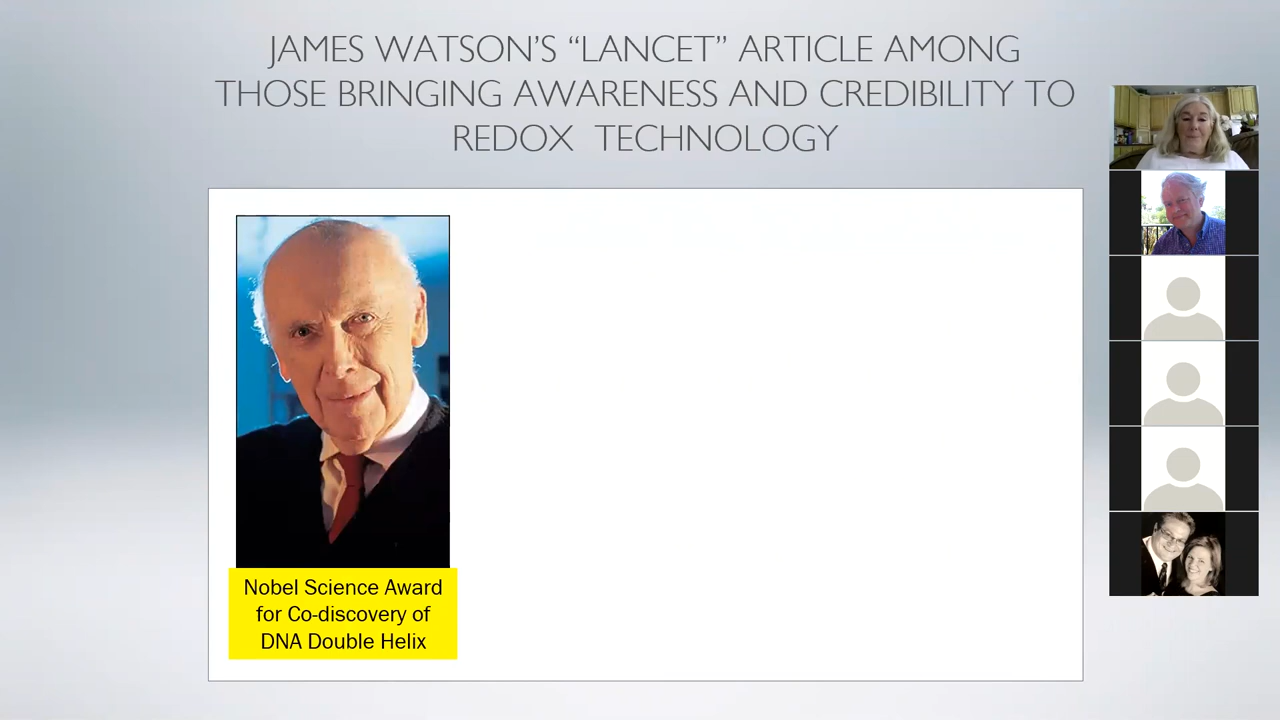 JAMES WATSON'S “LANCET” ARTICLE AMONG
THOSE BRINGING AWARENESS AND CREDIBILITY TO
REDOX TECHNOLOGY
Nobel Science Award
for Co-discovery of
DNA Double Helix